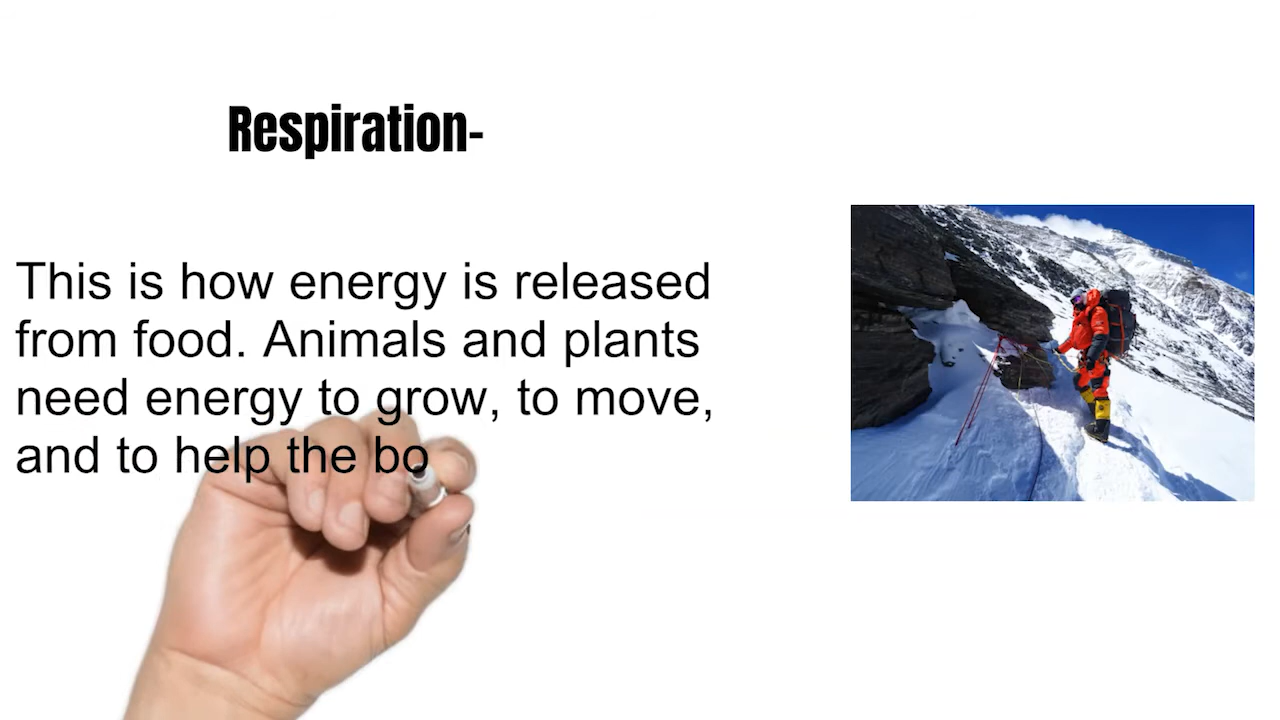 Respiration-
This is how energy is released
from food. Animals and plants
need energy to grow, to move,
and to help the bo